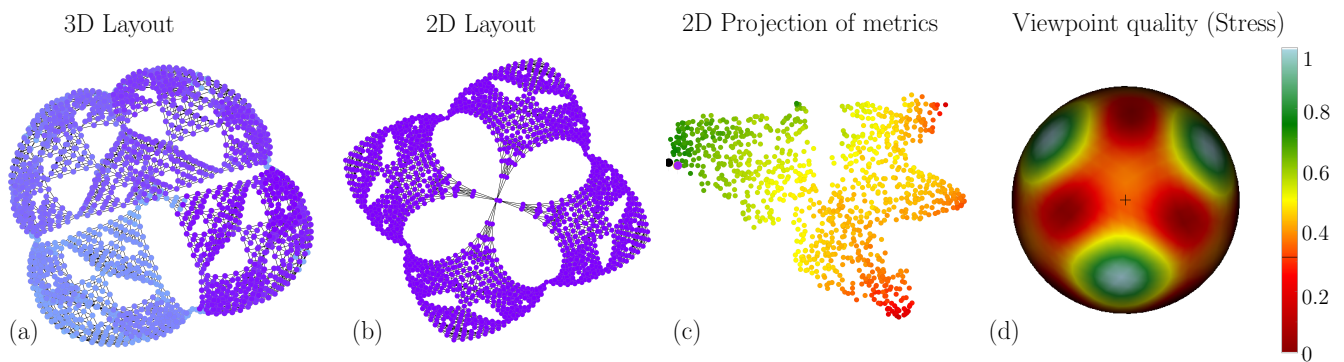 3D Layout
2D Layout
2D Projection of metrics
Viewpoint quality (Stress)
1
0.8
0.6
0.4
0.2
0
(a)
(b)
(c)
(d)